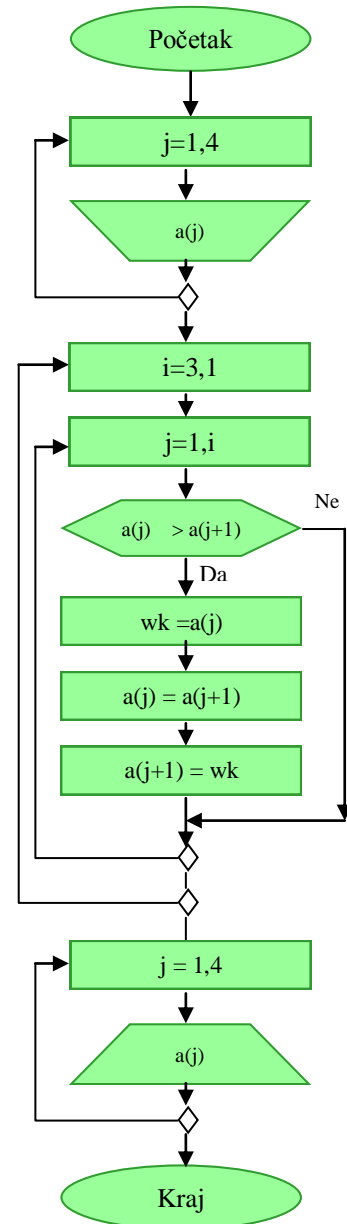 Početak
j=1,4
a(j)
i=3,1
j=1,i
Ne
a(j) > a(j+1)
Da
wk =a(j)
a(j) = a(j+1)
a(j+1) = wk
j = 1,4
a(j)
Kraj